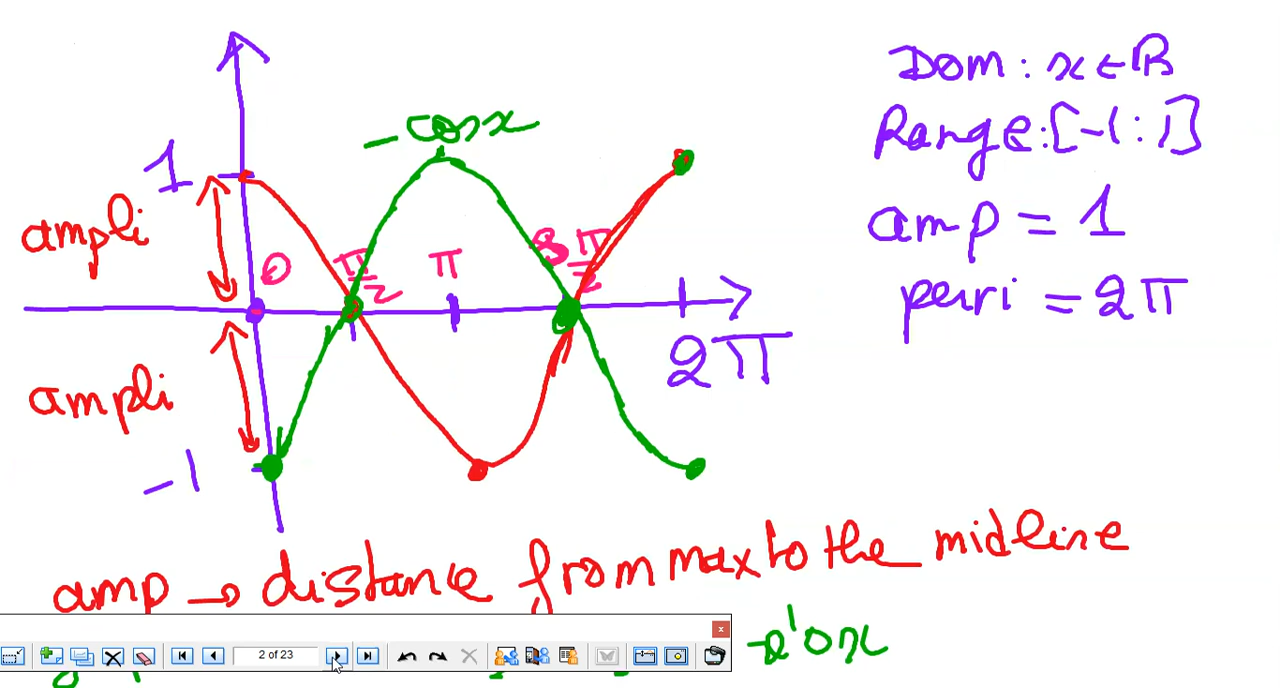 Dom : x ∈ ℝ
Range : [-1 : 1]
amp = 1
peri = 2π
- cos x
1
ampli
0
π/2
π
3π/2
2π
ampli
-1
amp → distance from max to the midline
x'ox
2 of 23